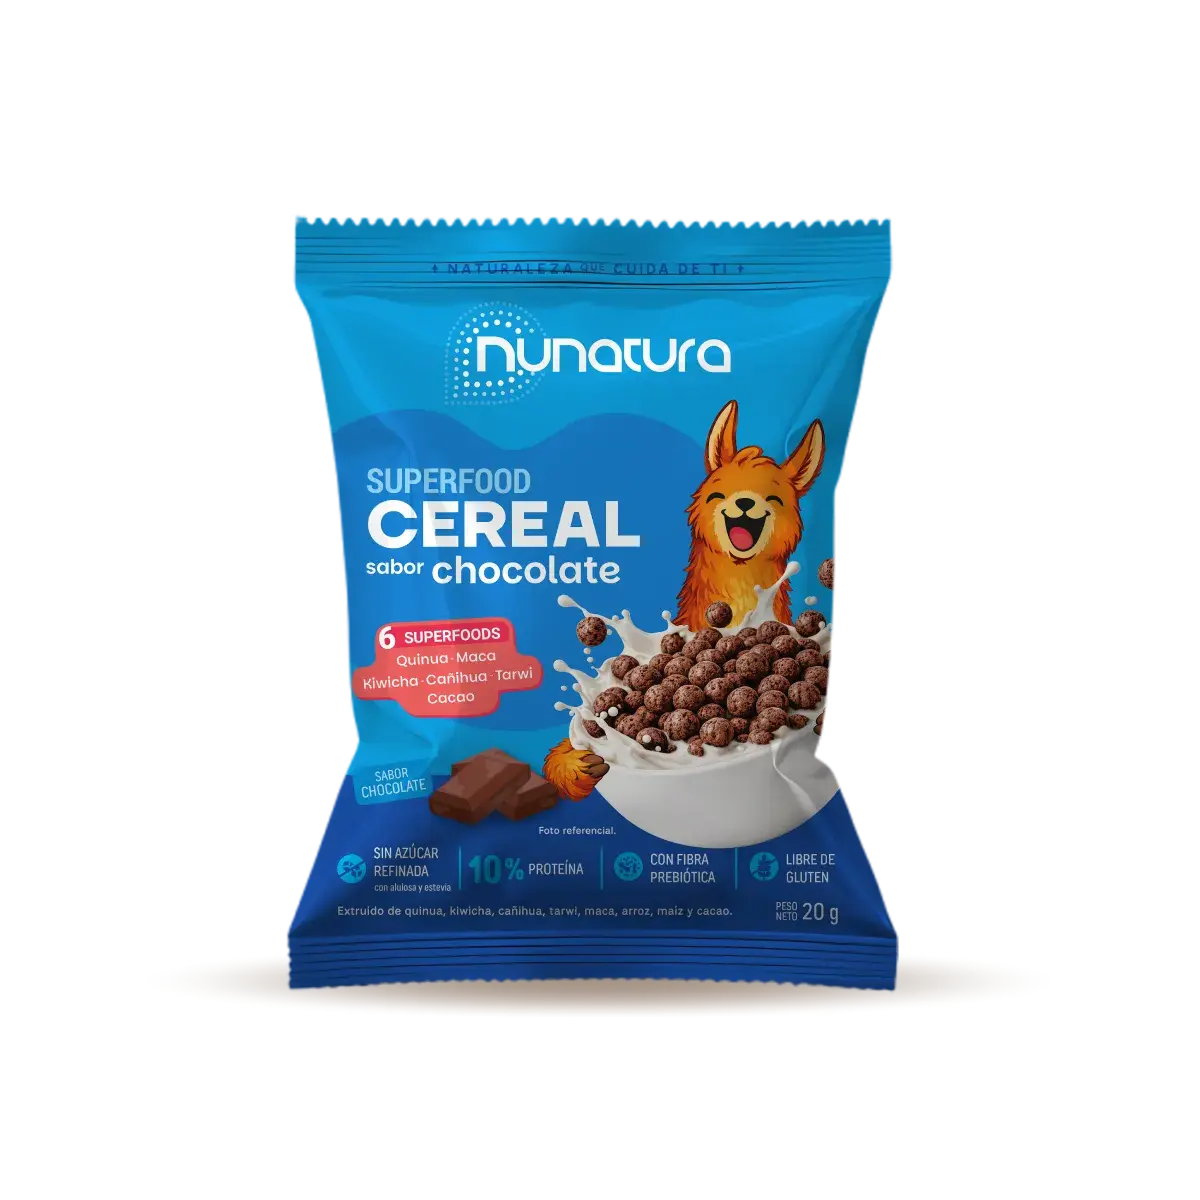 NATURALEZA QUE CUIDA DE TI
nunatura
SUPERFOOD
CEREAL
sabor chocolate
6 SUPERFOODS
Quinua - Maca
Kiwicha - Cañihua - Tarwi
Cacao
SABOR
CHOCOLATE
Foto referencial.
SIN AZÚCAR
REFINADA
con alulosa y estevia
10% PROTEÍNA
CON FIBRA
PREBIÓTICA
LIBRE DE
GLUTEN
Extruido de quinua, kiwicha, cañihua, tarwi, maca, arroz, maíz y cacao.
PESO
NETO 20 g